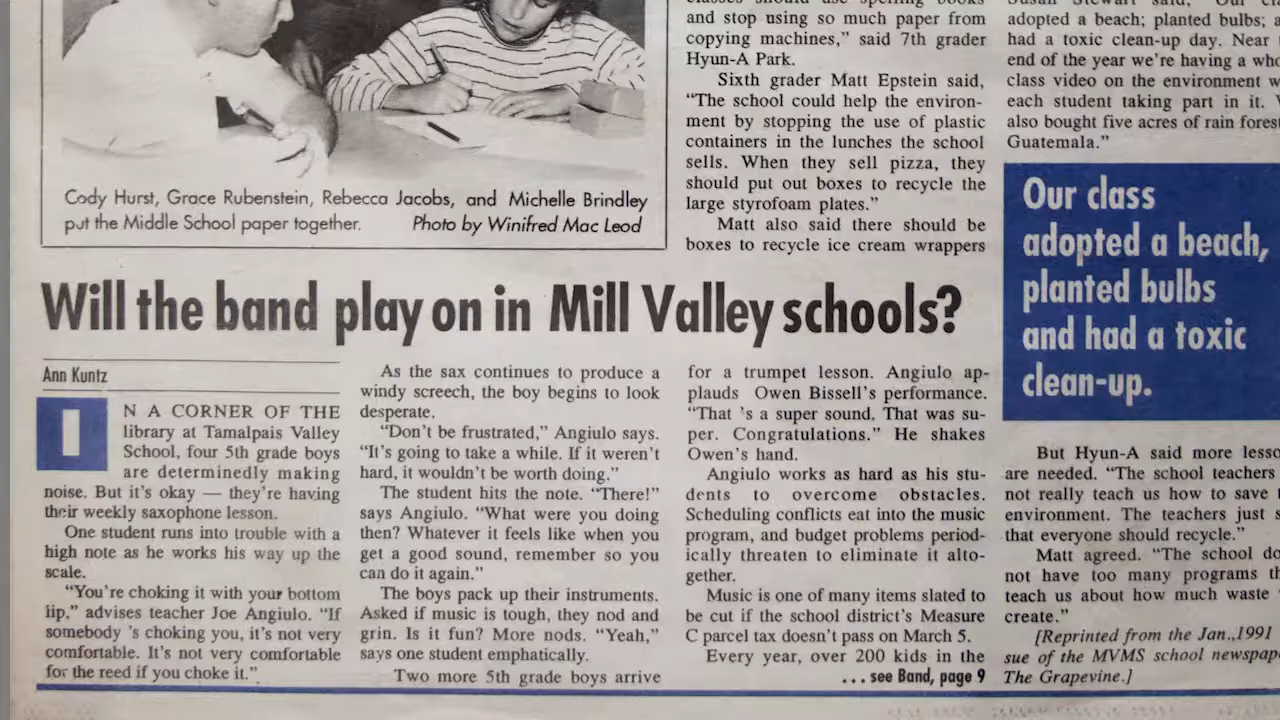 Cody Hurst, Grace Rubenstein, Rebecca Jacobs, and Michelle Brindley
put the Middle School paper together. Photo by Winifred Mac Leod
and stop using so much paper from
copying machines,” said 7th grader
Hyun-A Park.
Sixth grader Matt Epstein said,
“The school could help the environ-
ment by stopping the use of plastic
containers in the lunches the school
sells. When they sell pizza, they
should put out boxes to recycle the
large styrofoam plates.”
Matt also said there should be
boxes to recycle ice cream wrappers
adopted a beach; planted bulbs;
had a toxic clean-up day. Near
end of the year we're having a
class video on the environment
each student taking part in it.
also bought five acres of rain
Guatemala.”
Our class
adopted a beach,
planted bulbs
and had a toxic
clean-up.
Will the band play on in Mill Valley schools?
Ann Kuntz
IN A CORNER OF THE
library at Tamalpais Valley
School, four 5th grade boys
are determinedly making
noise. But it's okay — they're having
their weekly saxophone lesson.
One student runs into trouble with a
high note as he works his way up the
scale.
“You're choking it with your bottom
lip,” advises teacher Joe Angiulo. “If
somebody 's choking you, it's not very
comfortable. It's not very comfortable
for the reed if you choke it.”
As the sax continues to produce a
windy screech, the boy begins to look
desperate.
“Don't be frustrated,” Angiulo says.
“It's going to take a while. If it weren't
hard, it wouldn't be worth doing.”
The student hits the note. “There!”
says Angiulo. “What were you doing
then? Whatever it feels like when you
get a good sound, remember so you
can do it again.”
The boys pack up their instruments.
Asked if music is tough, they nod and
grin. Is it fun? More nods. “Yeah,”
says one student emphatically.
Two more 5th grade boys arrive
for a trumpet lesson. Angiulo ap-
plauds Owen Bissell's performance.
“That 's a super sound. That was su-
per. Congratulations.” He shakes
Owen's hand.
Angiulo works as hard as his stu-
dents to overcome obstacles.
Scheduling conflicts eat into the music
program, and budget problems period-
ically threaten to eliminate it alto-
gether.
Music is one of many items slated to
be cut if the school district's Measure
C parcel tax doesn't pass on March 5.
Every year, over 200 kids in the
. . . see Band, page 9
But Hyun-A said more
are needed. “The school teachers
not really teach us how to save
environment. The teachers just
that everyone should recycle.”
Matt agreed. “The school
not have too many programs
teach us about how much waste
create.”
[Reprinted from the Jan.,1991
sue of the MVMS school
The Grapevine.]